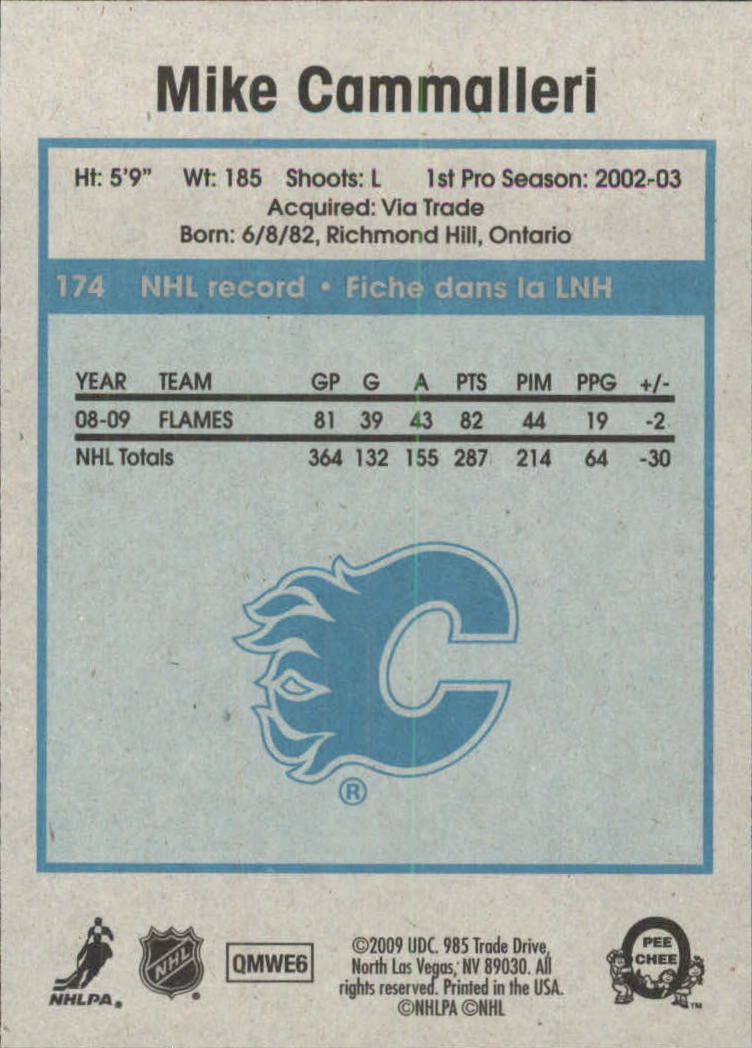 Mike Cammalleri
Ht: 5'9" Wt: 185 Shoots: L 1st Pro Season: 2002-03
Acquired: Via Trade
Born: 6/8/82, Richmond Hill, Ontario
174 NHL record • Fiche dans la LNH
YEAR TEAM GP G A PTS PIM PPG +/-
08-09 FLAMES 81 39 43 82 44 19 -2
NHL Totals 364 132 155 287 214 64 -30
C
®
NHLPA®
NHL
QMWE6
©2009 UDC. 985 Trade Drive,
North Las Vegas, NV 89030. All
rights reserved. Printed in the USA.
©NHLPA ©NHL
O
PEE
CHEE
™